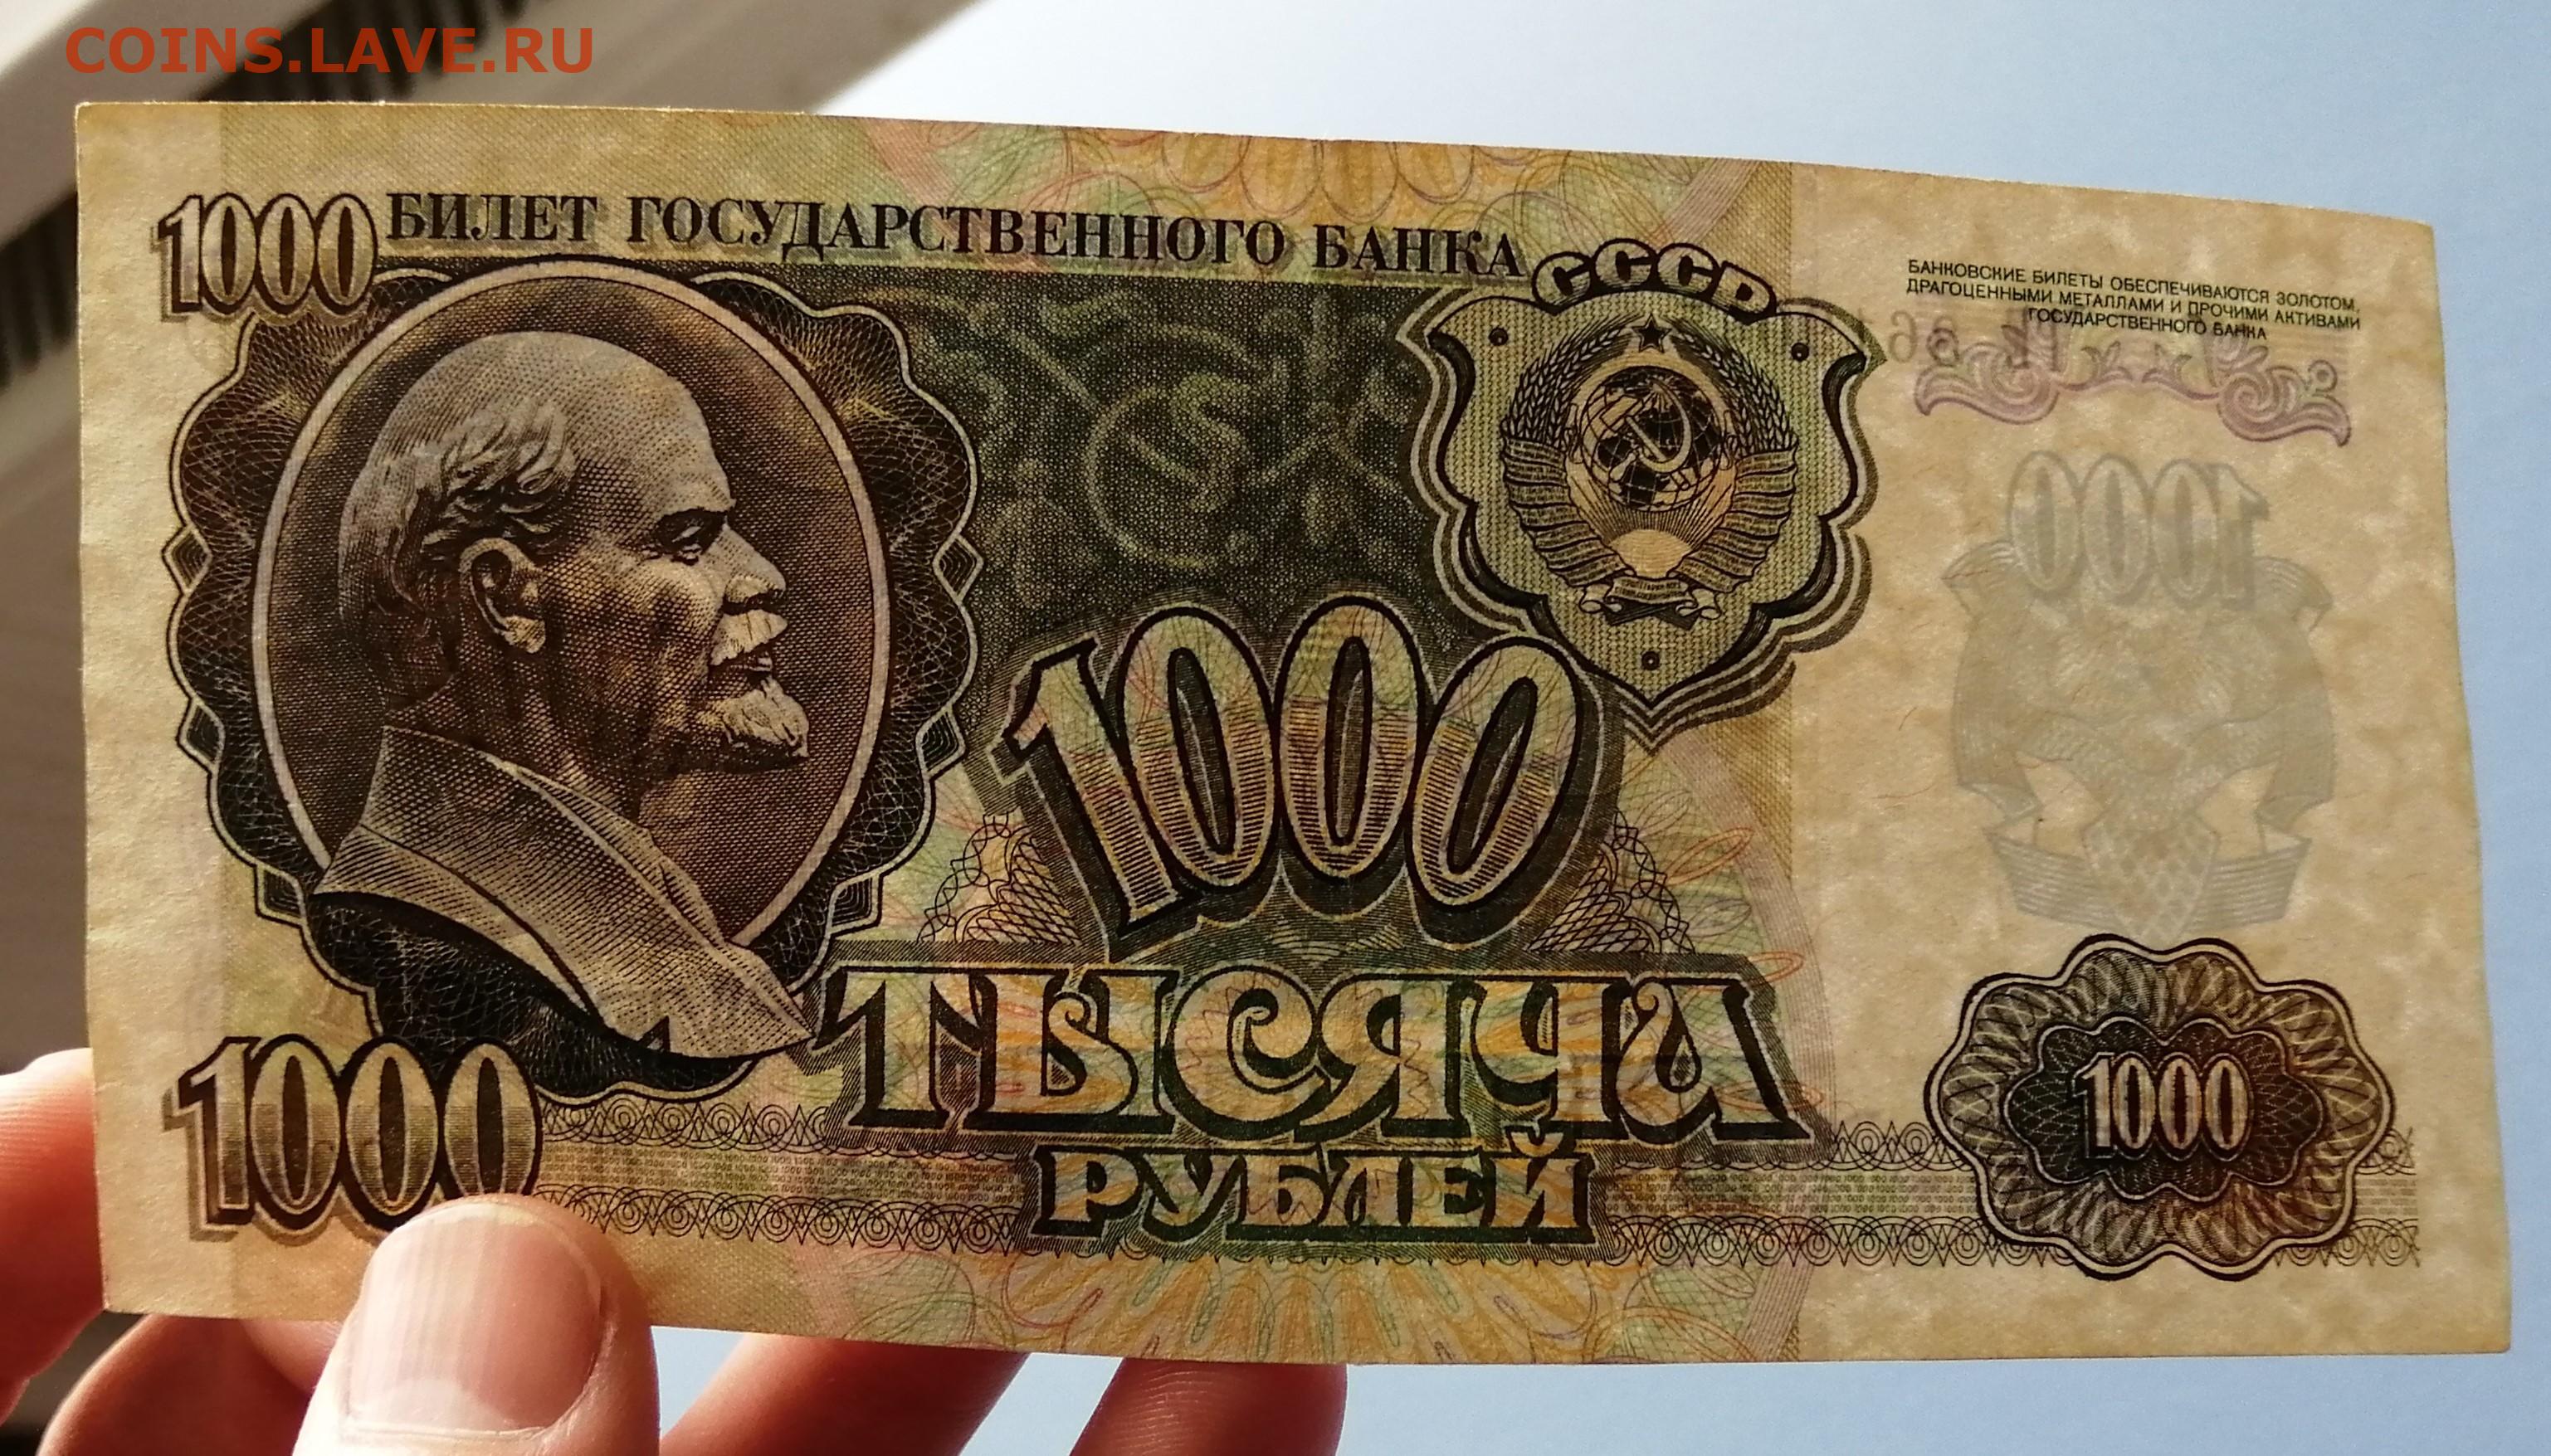 COINS.LAVE.RU
1000 БИЛЕТ ГОСУДАРСТВЕННОГО БАНКА СССР
БАНКОВСКИЕ БИЛЕТЫ ОБЕСПЕЧИВАЮТСЯ ЗОЛОТОМ,
ДРАГОЦЕННЫМИ МЕТАЛЛАМИ И ПРОЧИМИ АКТИВАМИ
ГОСУДАРСТВЕННОГО БАНКА
1000
1000
ТЫСЯЧА
РУБЛЕЙ
1000
1000